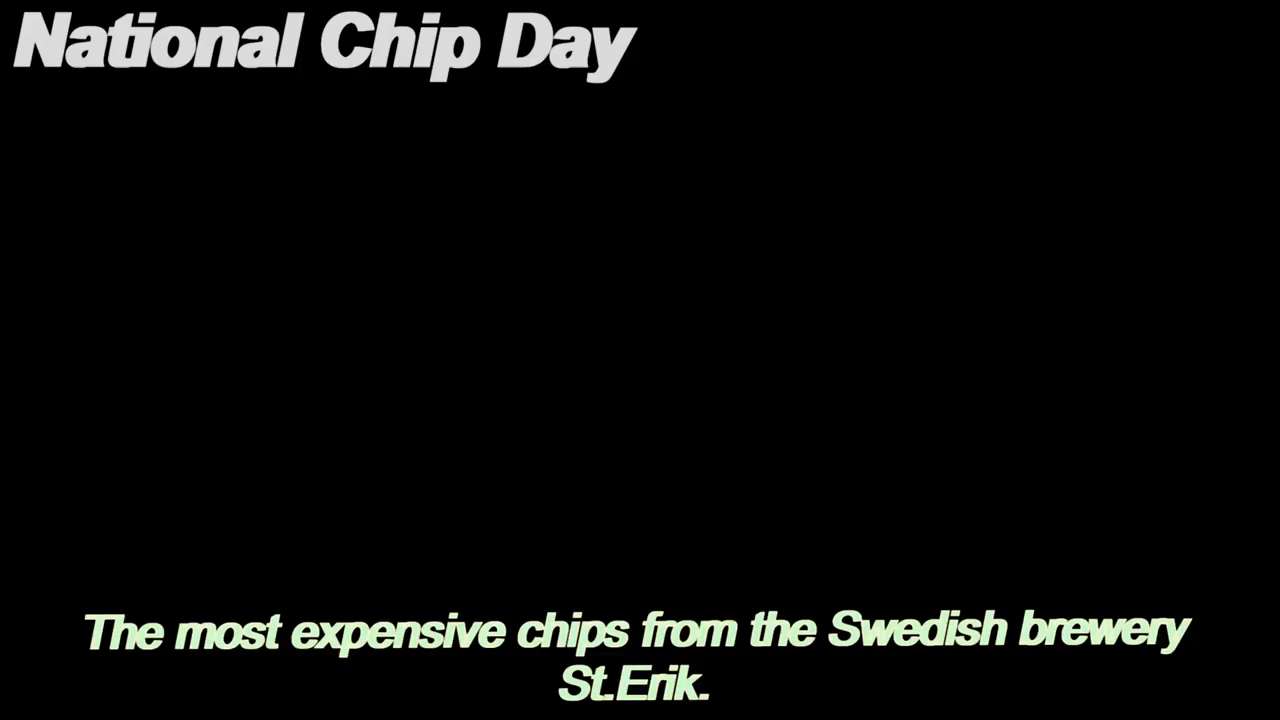 National Chip Day
The most expensive chips from the Swedish brewery
St.Erik.